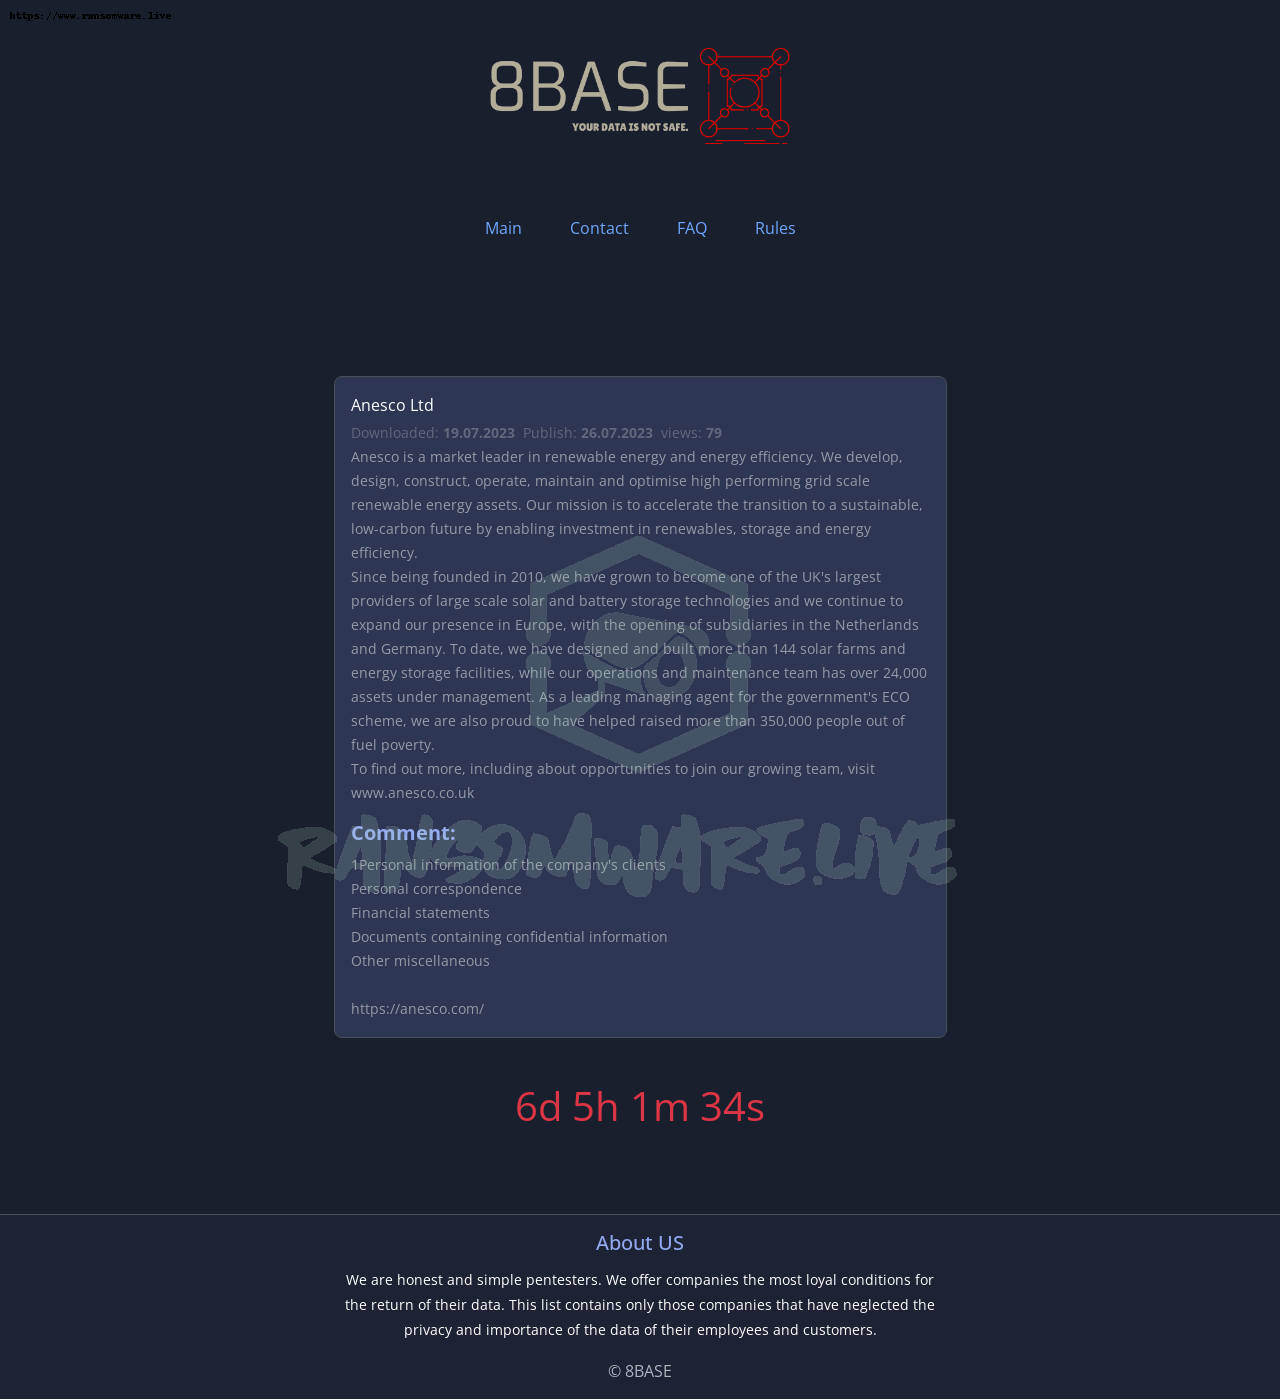 https://www.ransomware.live
8BASE
YOUR DATA IS NOT SAFE.
Main Contact FAQ Rules
Anesco Ltd
Downloaded: 19.07.2023 Publish: 26.07.2023 views: 79
Anesco is a market leader in renewable energy and energy efficiency. We develop,
design, construct, operate, maintain and optimise high performing grid scale
renewable energy assets. Our mission is to accelerate the transition to a sustainable,
low-carbon future by enabling investment in renewables, storage and energy
efficiency.
Since being founded in 2010, we have grown to become one of the UK's largest
providers of large scale solar and battery storage technologies and we continue to
expand our presence in Europe, with the opening of subsidiaries in the Netherlands
and Germany. To date, we have designed and built more than 144 solar farms and
energy storage facilities, while our operations and maintenance team has over 24,000
assets under management. As a leading managing agent for the government's ECO
scheme, we are also proud to have helped raised more than 350,000 people out of
fuel poverty.
To find out more, including about opportunities to join our growing team, visit
www.anesco.co.uk
Comment:
RANSOMWARE.LIVE
1Personal information of the company's clients
Personal correspondence
Financial statements
Documents containing confidential information
Other miscellaneous
https://anesco.com/
6d 5h 1m 34s
About US
We are honest and simple pentesters. We offer companies the most loyal conditions for
the return of their data. This list contains only those companies that have neglected the
privacy and importance of the data of their employees and customers.
© 8BASE